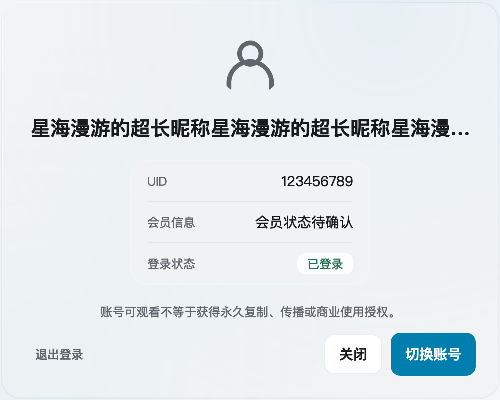 星海漫游的超长昵称星海漫游的超长昵称星海漫...
UID 123456789
会员信息 会员状态待确认
登录状态 已登录
账号可观看不等于获得永久复制、传播或商业使用授权。
退出登录 关闭 切换账号